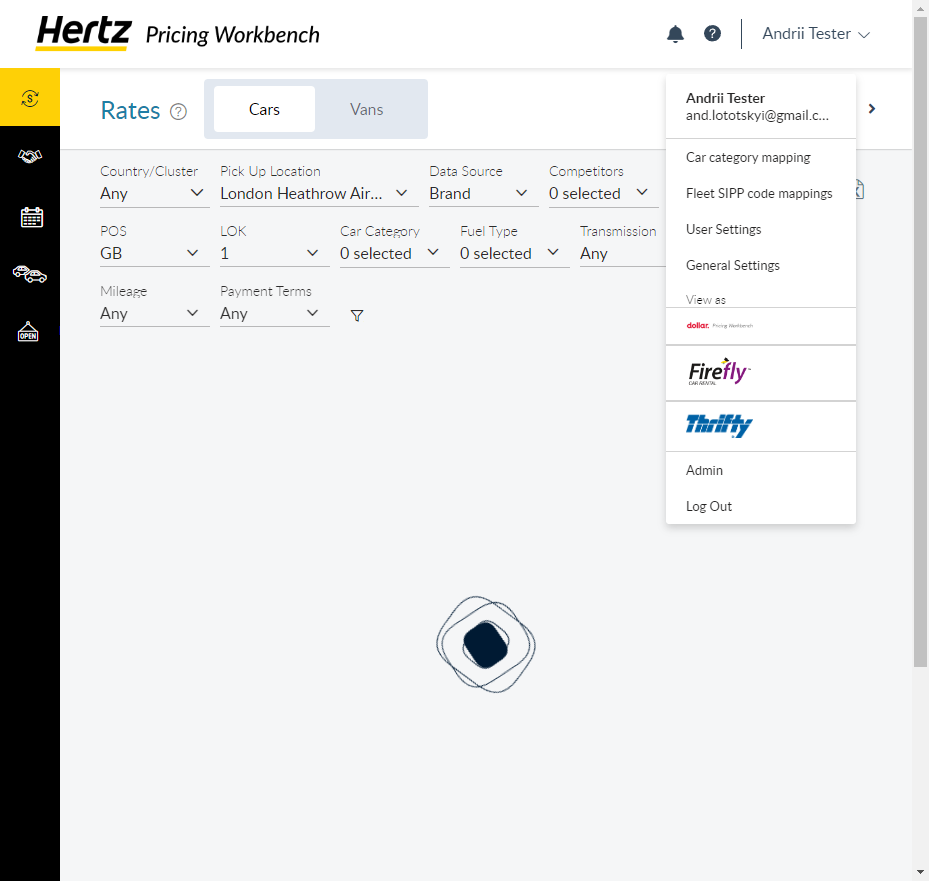 Hertz Pricing Workbench
? Andrii Tester
$
Rates ?
Cars
Vans
Andrii Tester
and.lototskyi@gmail.c...
Country/Cluster
Any
Pick Up Location
London Heathrow Air...
Data Source
Brand
Competitors
0 selected
POS
GB
LOK
1
Car Category
0 selected
Fuel Type
0 selected
Transmission
Any
Mileage
Any
Payment Terms
Any
OPEN
Car category mapping
Fleet SIPP code mappings
User Settings
General Settings
View as
dollar. Pricing Workbench
Firefly
CAR RENTAL
Thrifty
Admin
Log Out